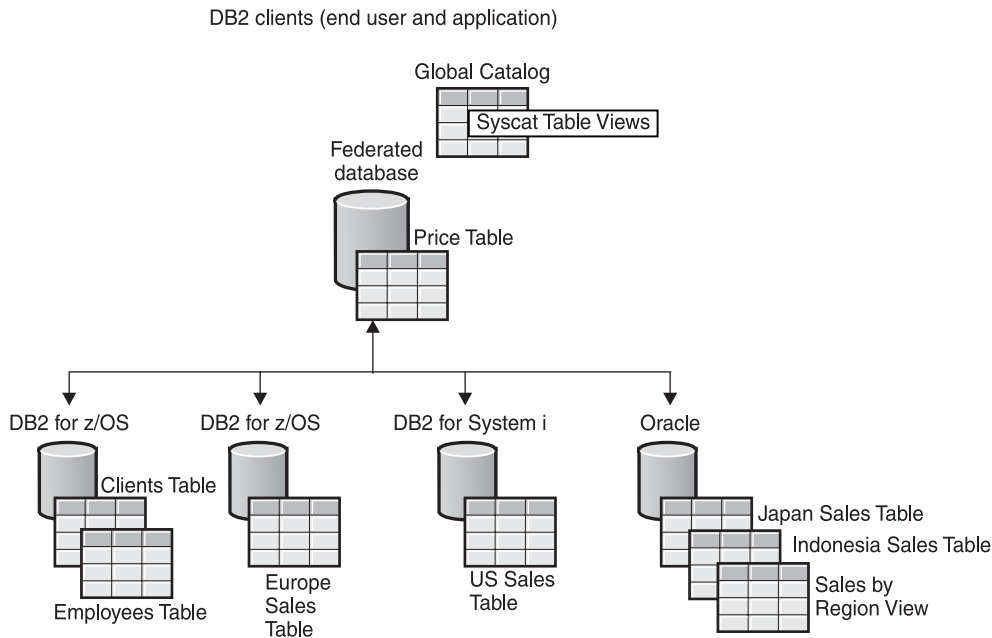 DB2 clients (end user and application)
Global Catalog
Syscat Table Views
Federated
database
Price Table
DB2 for z/OS
DB2 for z/OS
DB2 for System i
Oracle
Clients Table
Employees Table
Europe
Sales
Table
US Sales
Table
Japan Sales Table
Indonesia Sales Table
Sales by
Region View